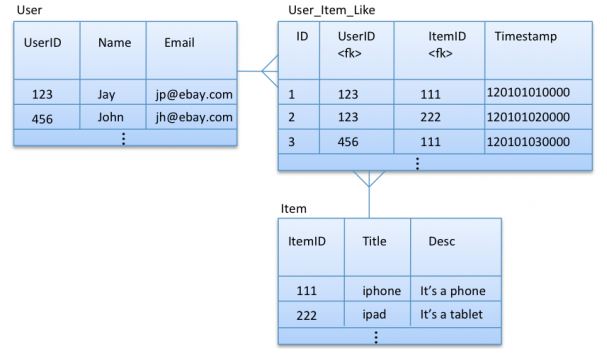 User
UserID Name Email
123 Jay jp@ebay.com
456 John jh@ebay.com
User_Item_Like
ID UserID <fk> ItemID <fk> Timestamp
1 123 111 120101010000
2 123 222 120101020000
3 456 111 120101030000
Item
ItemID Title Desc
111 iphone It's a phone
222 ipad It's a tablet